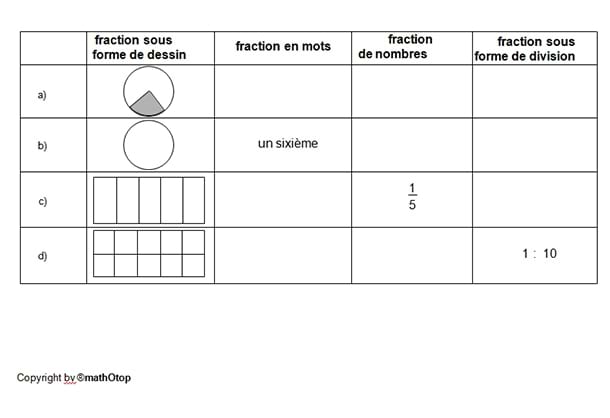 fraction sous
forme de dessin
fraction en mots
fraction
de nombres
fraction sous
forme de division
a)
b)
un sixième
c)
1
5
d)
1 : 10
Copyright by ©mathOtop